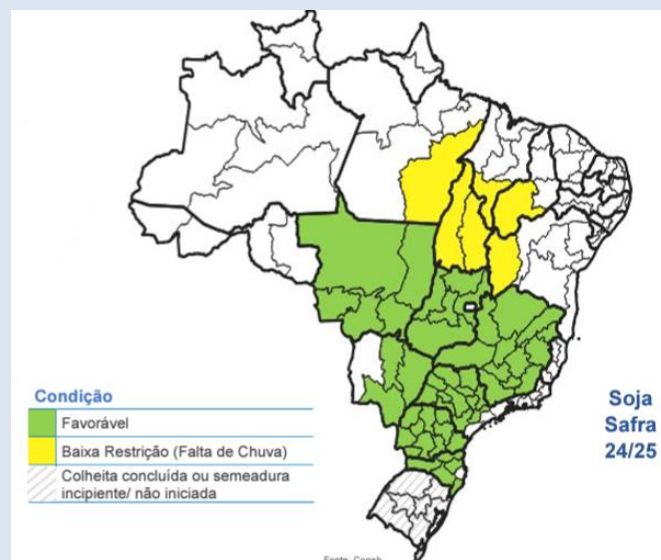 Condição
Favorável
Baixa Restrição (Falta de Chuva)
Colheita concluída ou semeadura
incipiente/ não iniciada
Soja
Safra
24/25
Fonte: Conab